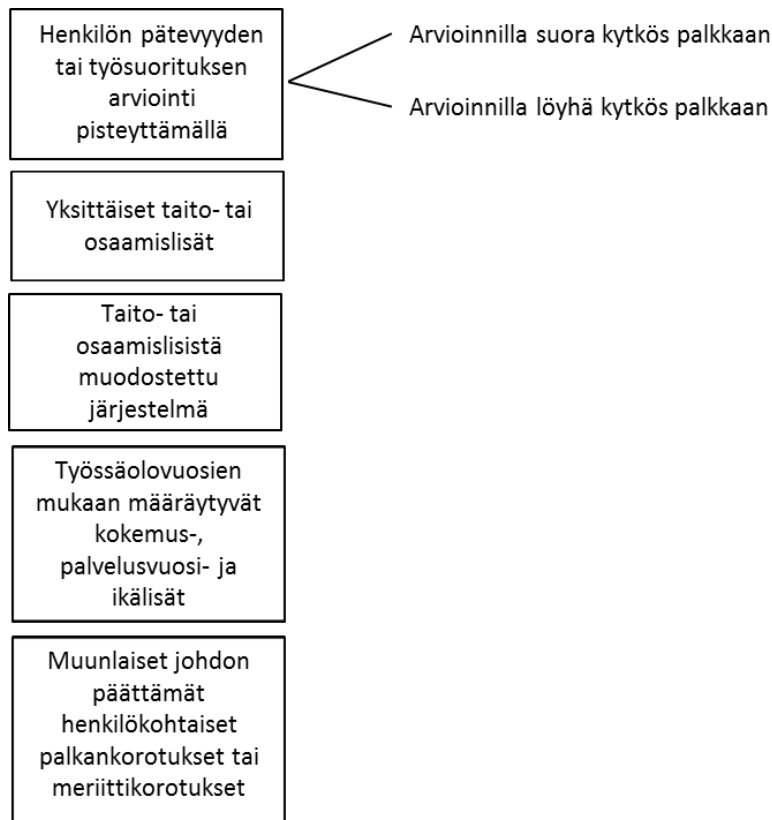 Henkilön pätevyyden
tai työsuorituksen
arviointi
pisteyttämällä
Arvioinnilla suora kytkös palkkaan
Arvioinnilla löyhä kytkös palkkaan
Yksittäiset taito- tai
osaamislisät
Taito- tai
osaamislisistä
muodostettu
järjestelmä
Työssäolovuosien
mukaan määräytyvät
kokemus-,
palvelusvuosi- ja
ikälisät
Muunlaiset johdon
päättämät
henkilökohtaiset
palkankorotukset tai
meriittikorotukset